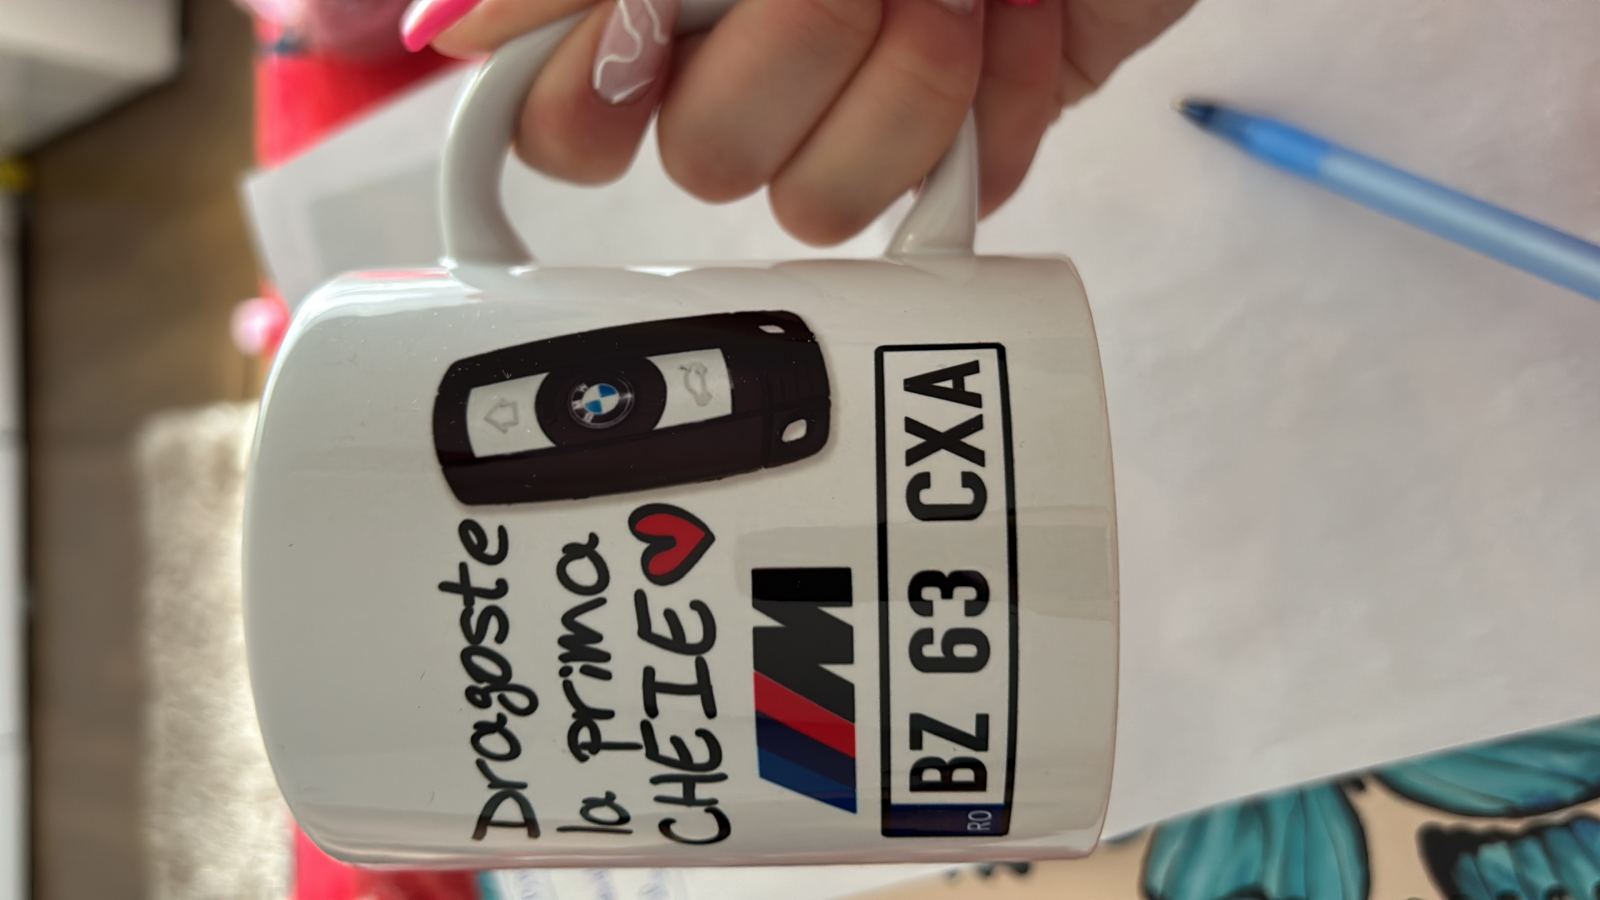 Dragoste
la prima
CHEIE
M
RO BZ 63 CXA